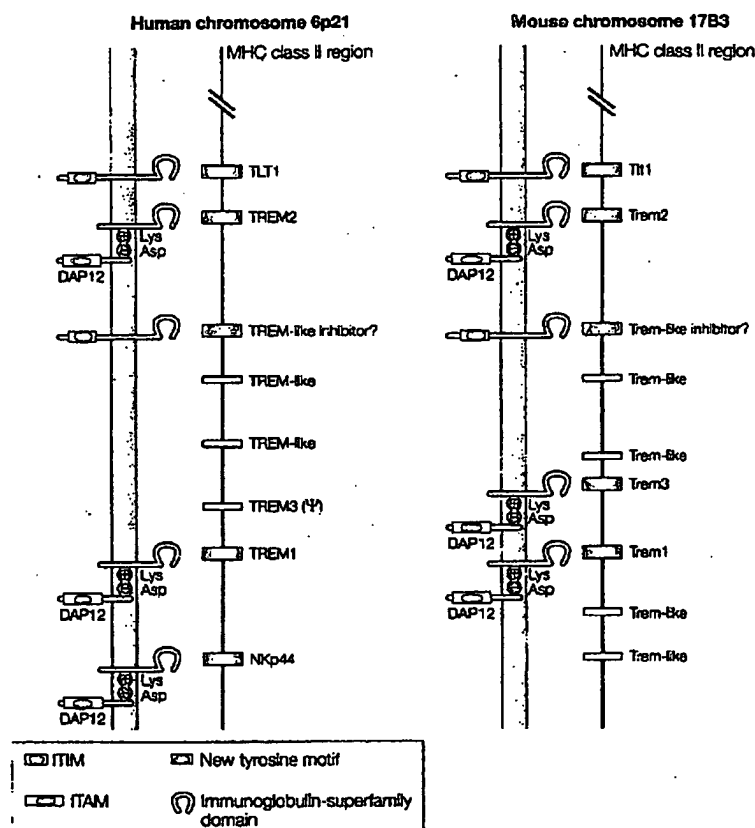 Human chromosome 6p21
MHC class II region
TLT1
TREM2
Lys
Asp
DAP12
TREM-like inhibitor?
TREM-like
TREM-like
TREM3 (Ψ)
TREM1
Lys
Asp
DAP12
NKp44
Lys
Asp
DAP12
Mouse chromosome 17B3
MHC class II region
Tlt1
Trem2
Lys
Asp
DAP12
Trem-like inhibitor?
Trem-like
Trem-like
Trem3
Lys
Asp
DAP12
Trem1
Lys
Asp
DAP12
Trem-like
Trem-like
ITIM
New tyrosine motif
ITAM
Immunoglobulin-superfamily
domain